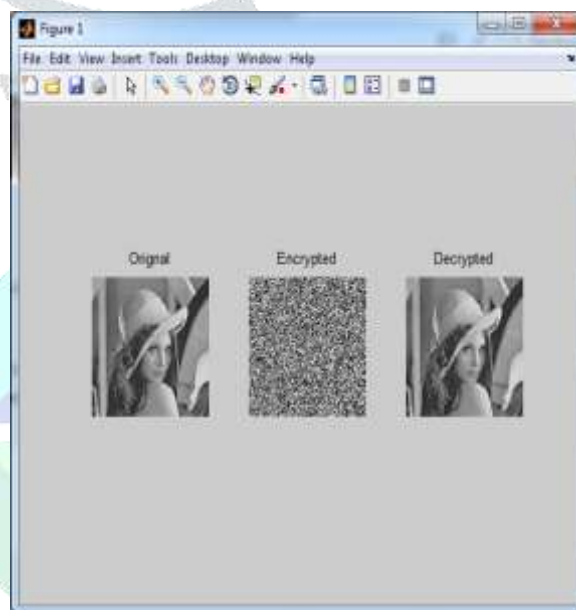 Figure 1
File Edit View Insert Tools Desktop Window Help
Orignal Encrypted Decrypted